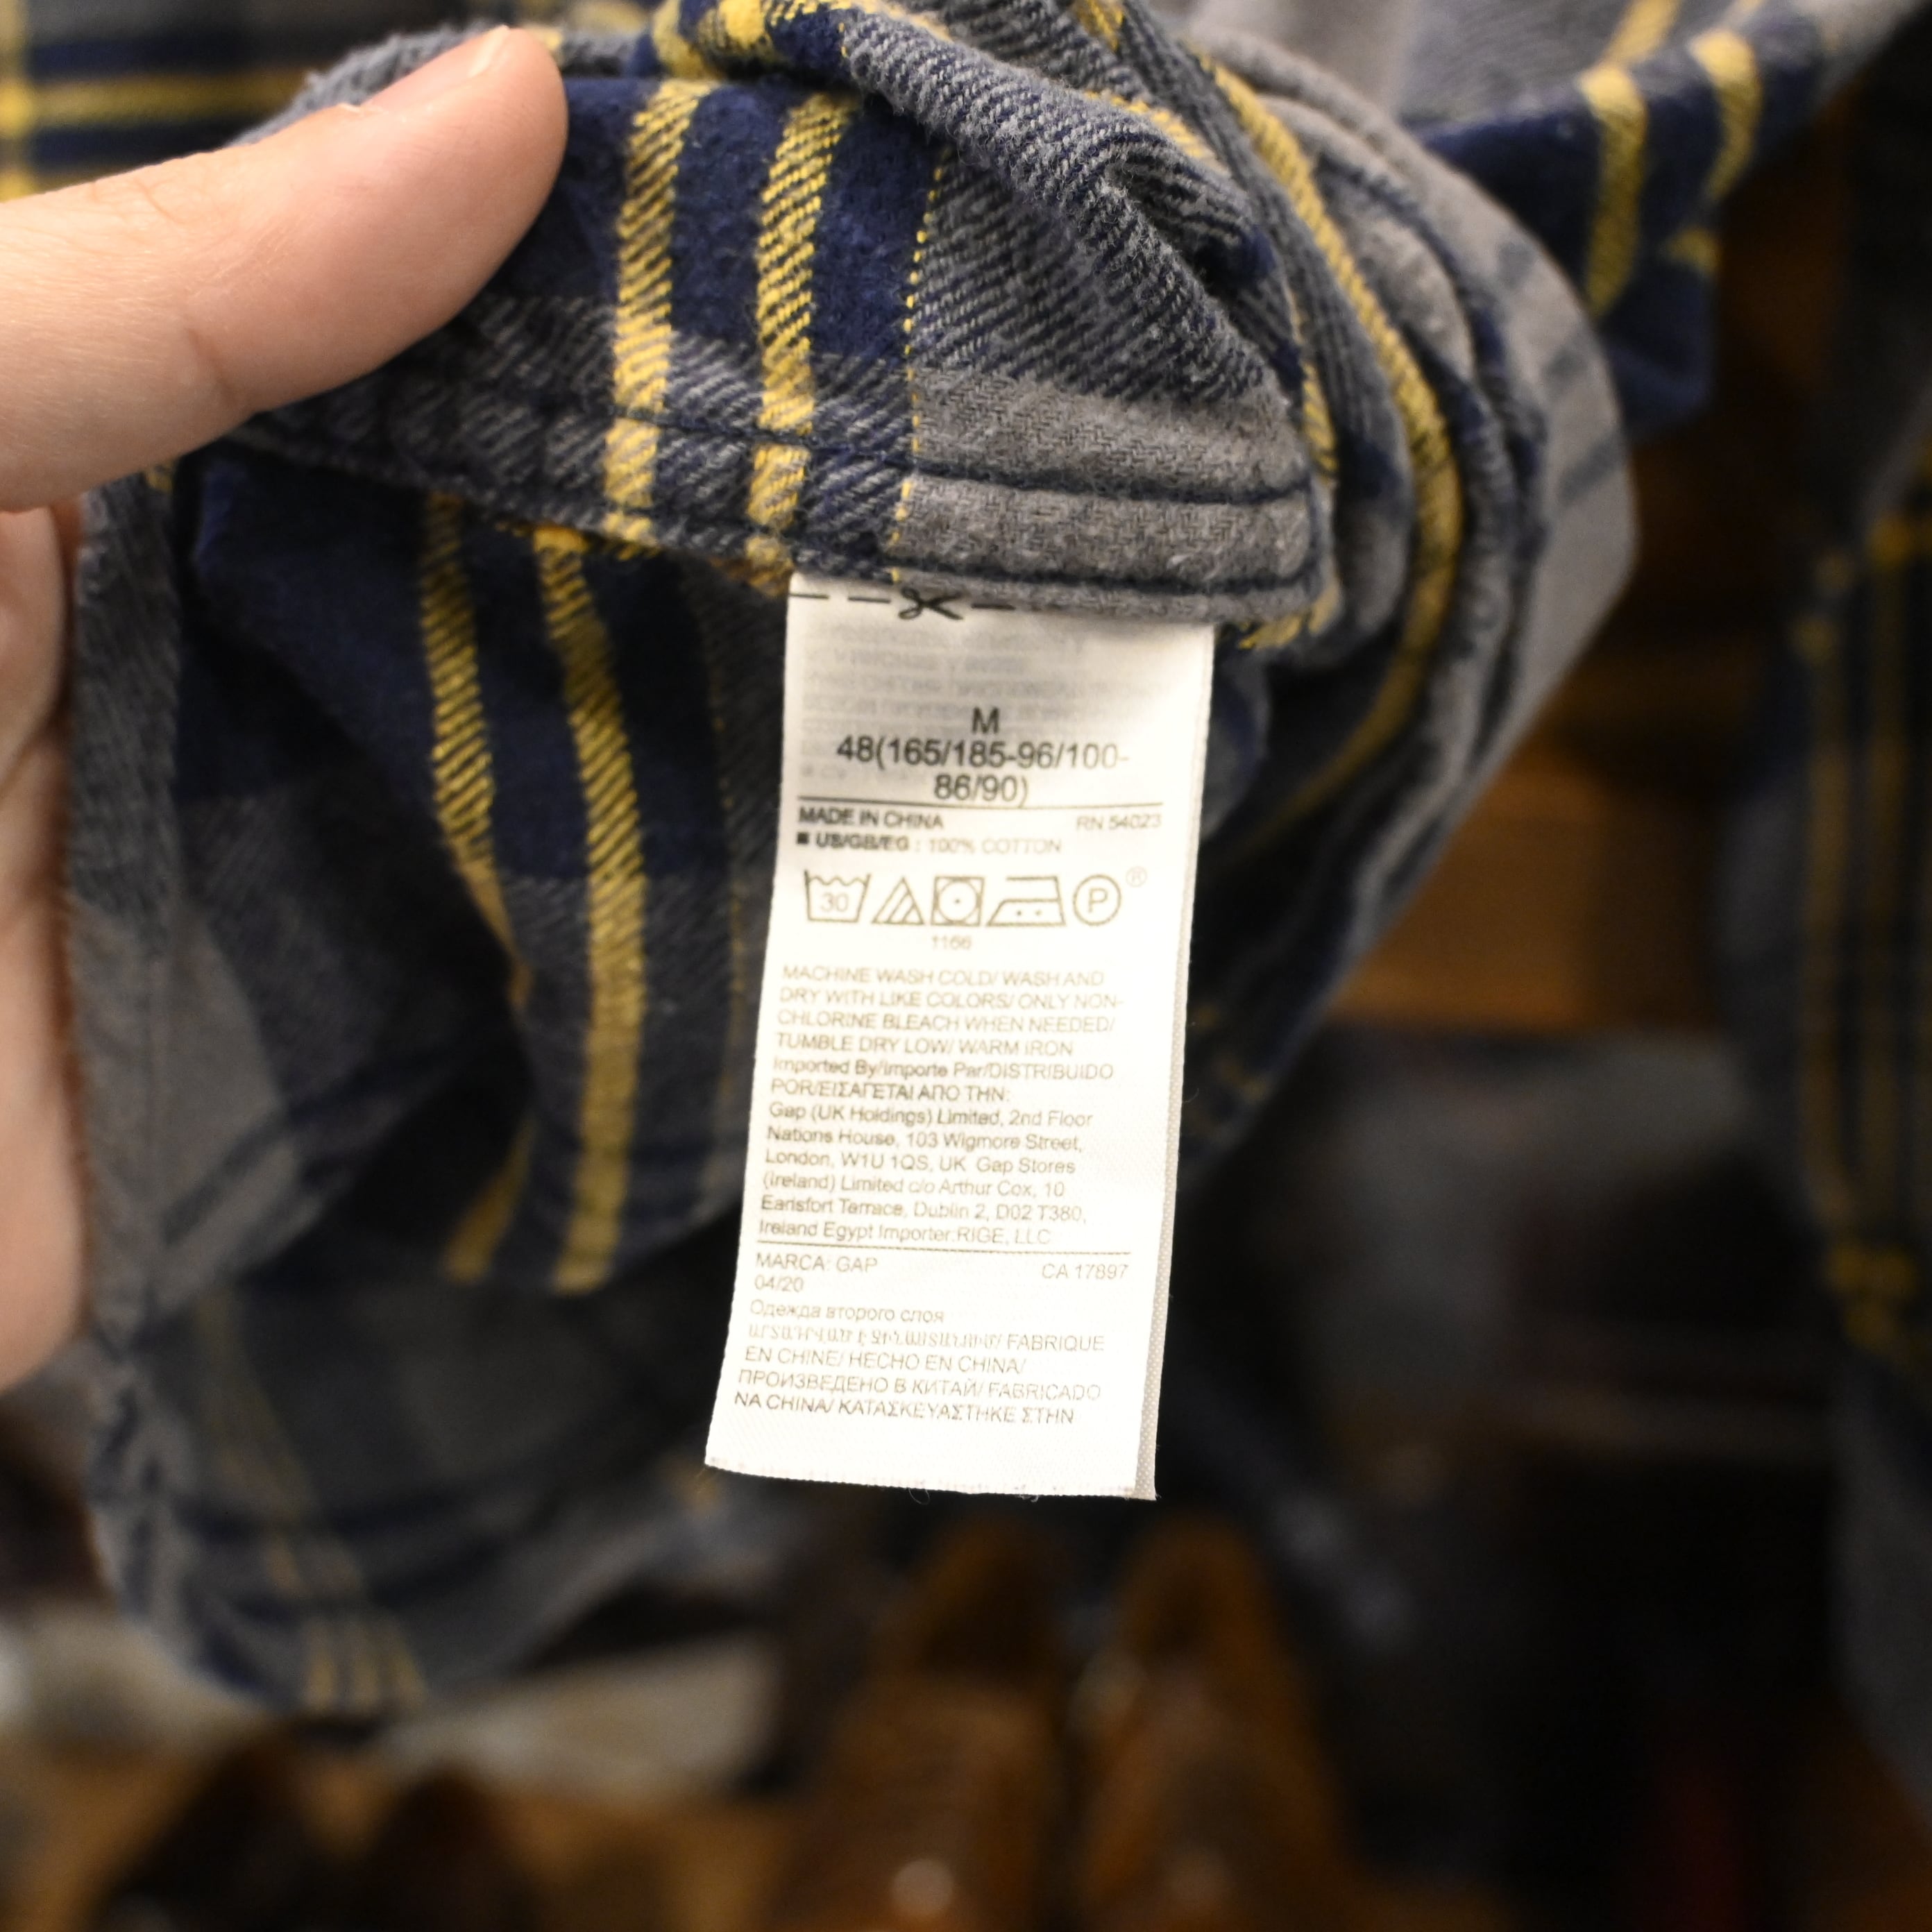 M
48(165/185-96/100-
86/90)
MADE IN CHINA RN 54023
■ US/GB/EG : 100% COTTON
30 P ®
1166
MACHINE WASH COLD/ WASH AND
DRY WITH LIKE COLORS/ ONLY NON-
CHLORINE BLEACH WHEN NEEDED/
TUMBLE DRY LOW/ WARM IRON
Imported By/Importe Par/DISTRIBUIDO
POR/ΕΙΣΑΓΕΤΑΙ ΑΠΟ ΤΗΝ:
Gap (UK Holdings) Limited, 2nd Floor
Nations House, 103 Wigmore Street,
London, W1U 1QS, UK Gap Stores
(Ireland) Limited c/o Arthur Cox, 10
Earlsfort Terrace, Dublin 2, D02 T380,
Ireland Egypt Importer:RIGE, LLC
MARCA: GAP CA 17897
04/20
Одежда второго слоя
FABRIQUE
EN CHINE/ HECHO EN CHINA/
ПРОИЗВЕДЕНО В КИТАЙ/ FABRICADO
NA CHINA/ ΚΑΤΑΣΚΕΥΑΣΤΗΚΕ ΣΤΗΝ